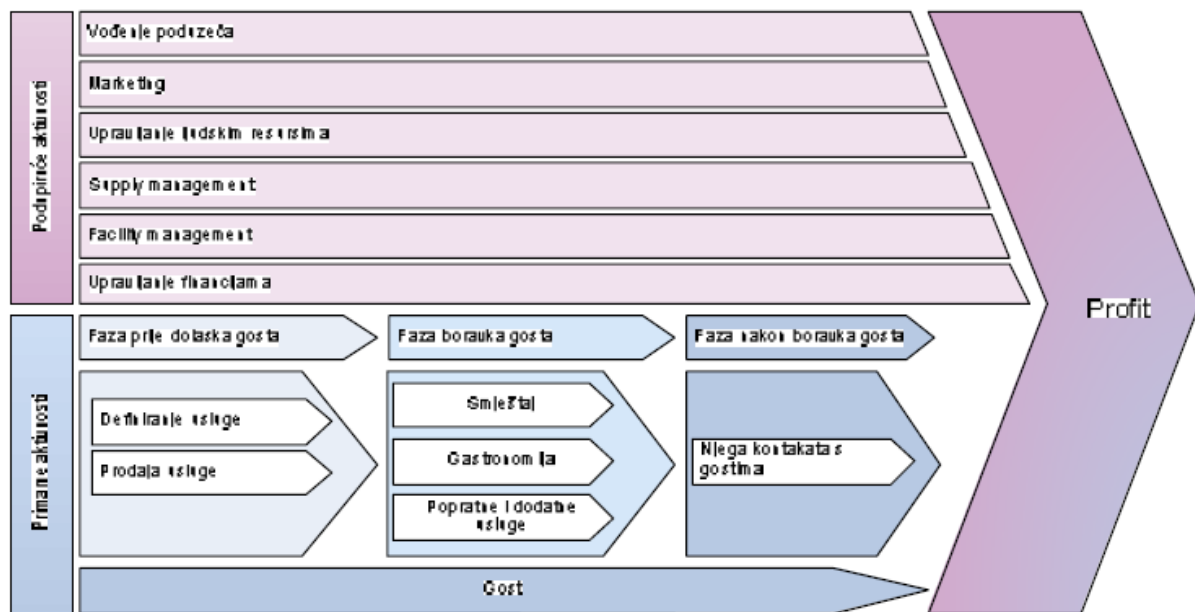 Podupiruće aktivnosti
Vođenje poduzeća
Marketing
Upravljanje ljudskim resursima
Supply management
Facility management
Upravljanje financijama
Profit
Primarne aktivnosti
Faza prije dolaska gosta
Faza boravka gosta
Faza nakon boravka gosta
Definiranje usluge
Prodaja usluge
Smještaj
Gastronomija
Popratne i dodatne
usluge
Njega kontakata s
gostima
Gost